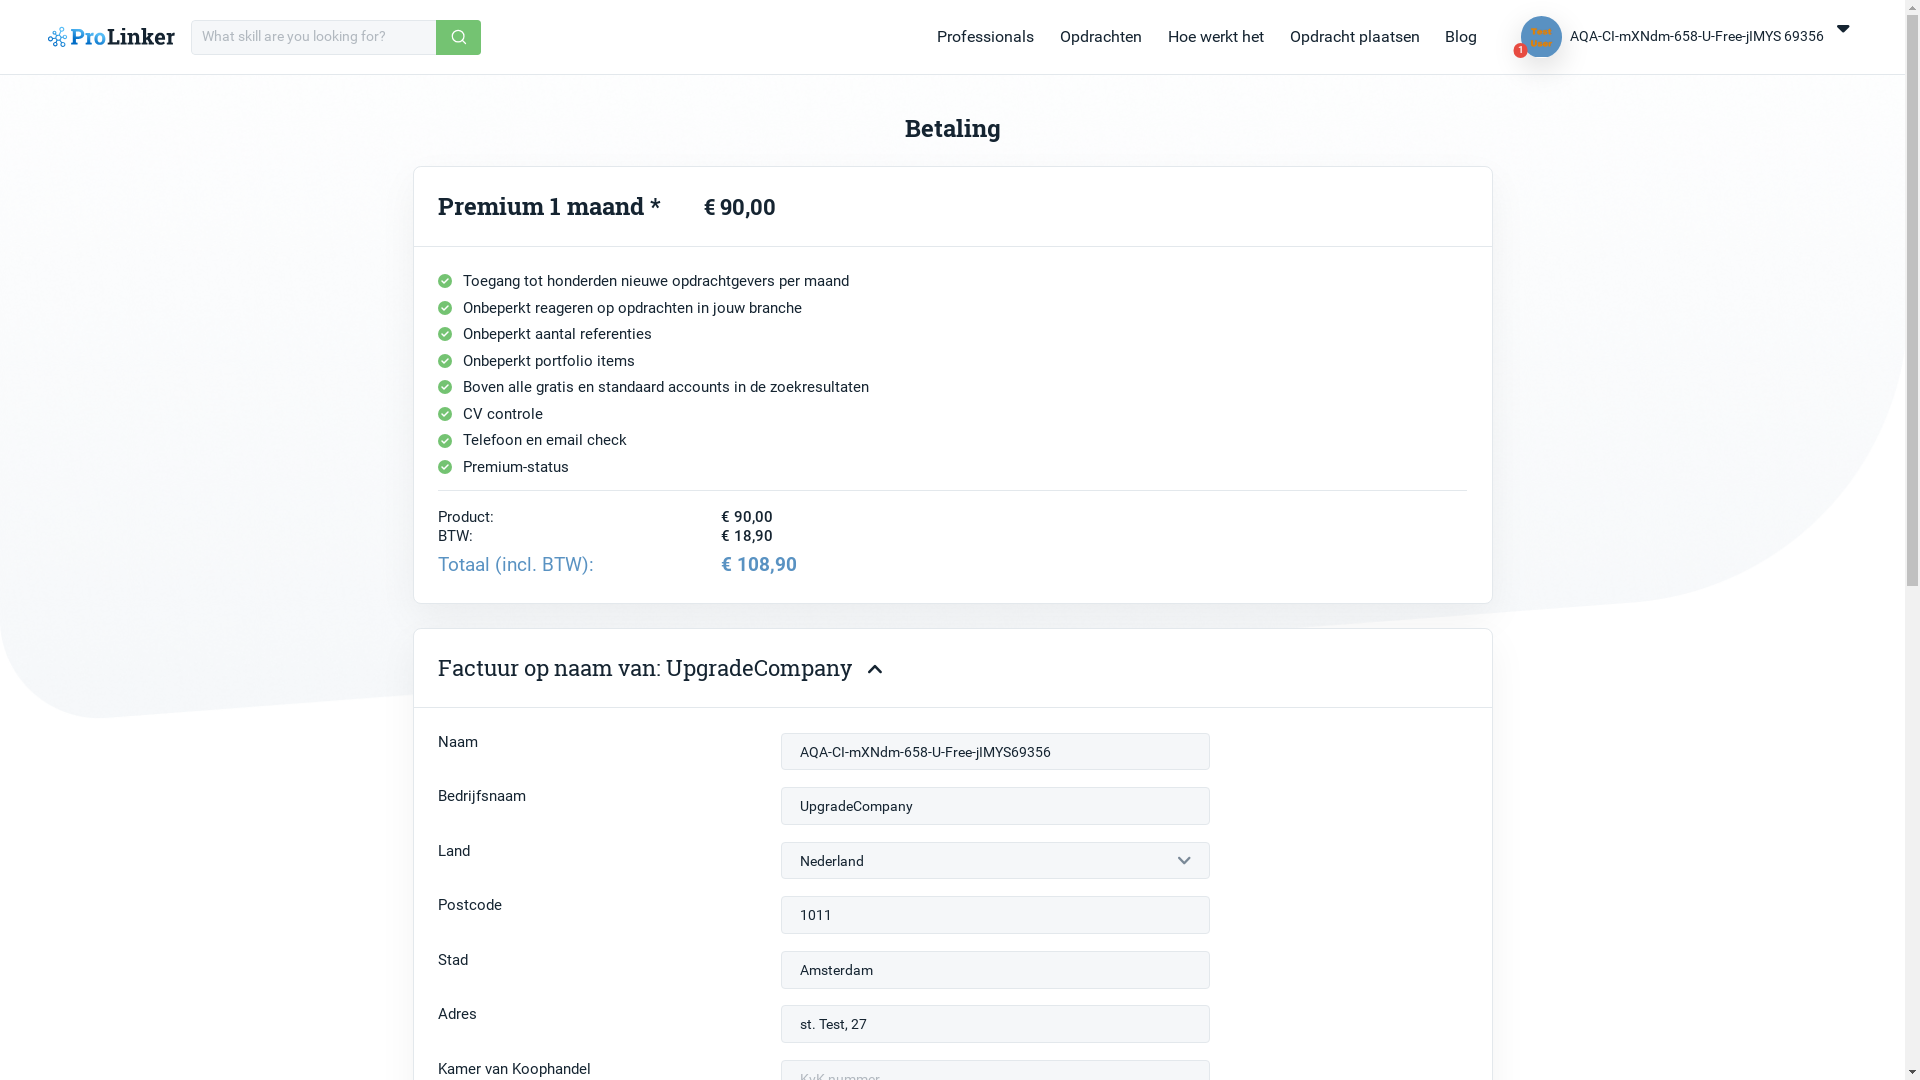 ProLinker
What skill are you looking for?
Professionals
Opdrachten
Hoe werkt het
Opdracht plaatsen
Blog
Test
User
1
AQA-CI-mXNdm-658-U-Free-jIMYS 69356
Betaling
Premium 1 maand * € 90,00
Toegang tot honderden nieuwe opdrachtgevers per maand
Onbeperkt reageren op opdrachten in jouw branche
Onbeperkt aantal referenties
Onbeperkt portfolio items
Boven alle gratis en standaard accounts in de zoekresultaten
CV controle
Telefoon en email check
Premium-status
Product: € 90,00
BTW: € 18,90
Totaal (incl. BTW): € 108,90
Factuur op naam van: UpgradeCompany
Naam AQA-CI-mXNdm-658-U-Free-jIMYS69356
Bedrijfsnaam UpgradeCompany
Land Nederland
Postcode 1011
Stad Amsterdam
Adres st. Test, 27
Kamer van Koophandel KvK nummer